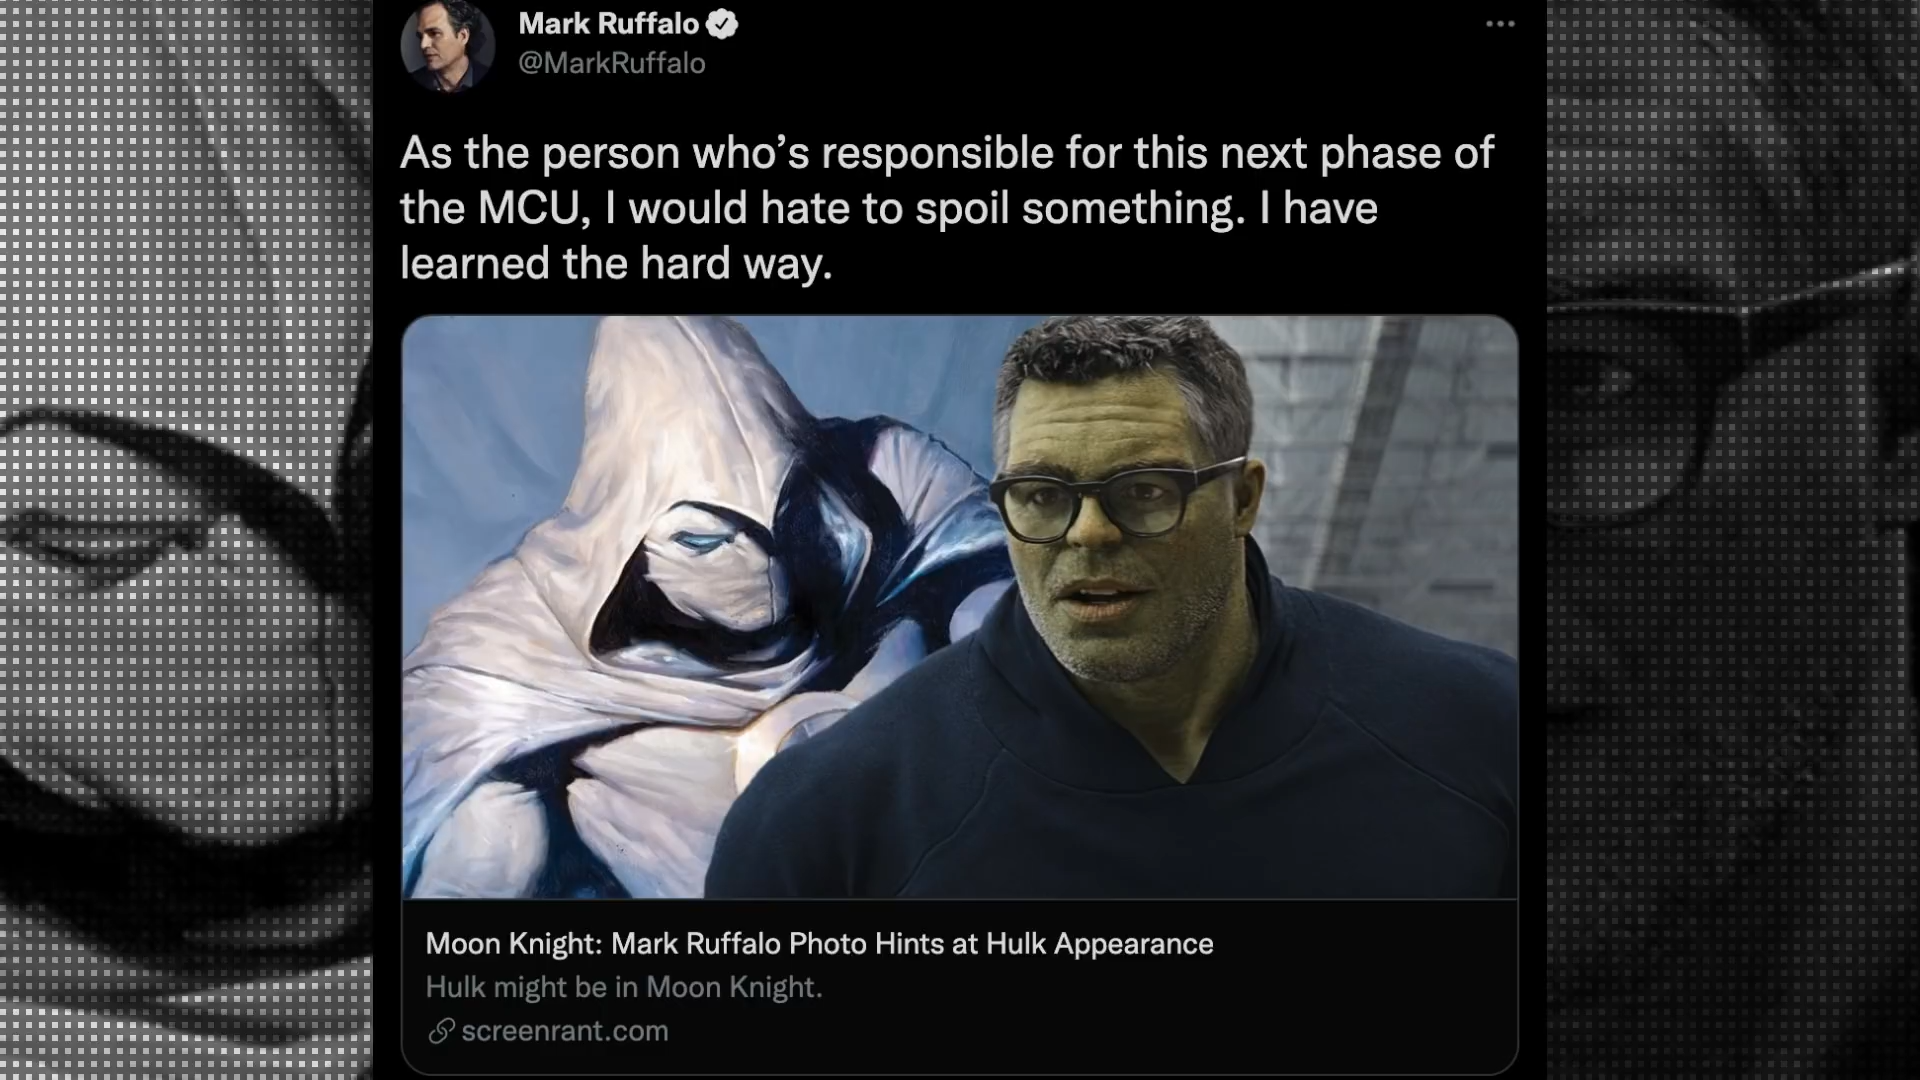 Mark Ruffalo
@MarkRuffalo
As the person who’s responsible for this next phase of
the MCU, I would hate to spoil something. I have
learned the hard way.
Moon Knight: Mark Ruffalo Photo Hints at Hulk Appearance
Hulk might be in Moon Knight.
screenrant.com